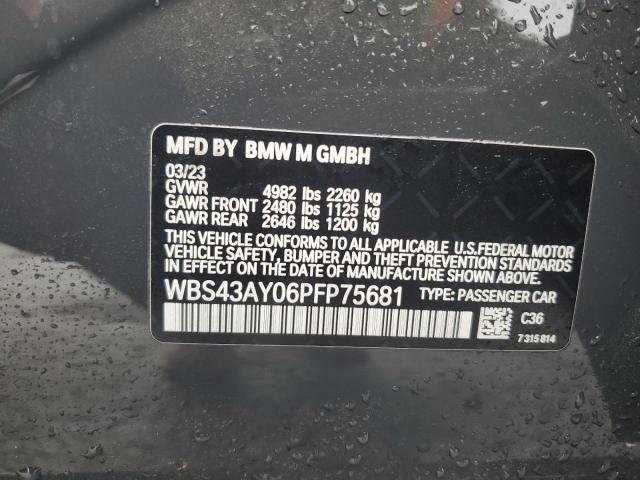 MFD BY BMW M GMBH
03/23
GVWR 4982 lbs 2260 kg
GAWR FRONT 2480 lbs 1125 kg
GAWR REAR 2646 lbs 1200 kg
THIS VEHICLE CONFORMS TO ALL APPLICABLE U.S.FEDERAL MOTOR
VEHICLE SAFETY, BUMPER AND THEFT PREVENTION STANDARDS
IN EFFECT ON THE DATE OF MANUFACTURE SHOWN ABOVE.
WBS43AY06PFP75681 TYPE: PASSENGER CAR
C36
7315814